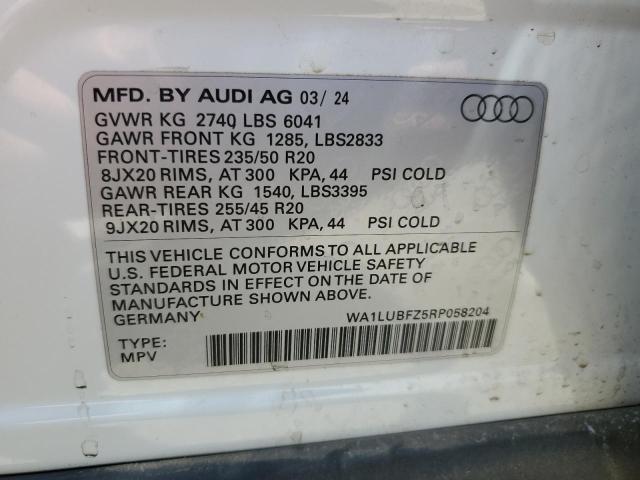 MFD. BY AUDI AG 03/ 24
GVWR KG 2740 LBS 6041
GAWR FRONT KG 1285, LBS2833
FRONT-TIRES 235/50 R20
8JX20 RIMS, AT 300 KPA, 44 PSI COLD
GAWR REAR KG 1540, LBS3395
REAR-TIRES 255/45 R20
9JX20 RIMS, AT 300 KPA, 44 PSI COLD
THIS VEHICLE CONFORMS TO ALL APPLICABLE
U.S. FEDERAL MOTOR VEHICLE SAFETY
STANDARDS IN EFFECT ON THE DATE OF
MANUFACTURE SHOWN ABOVE.
GERMANY WA1LUBFZ5RP058204
TYPE:
MPV